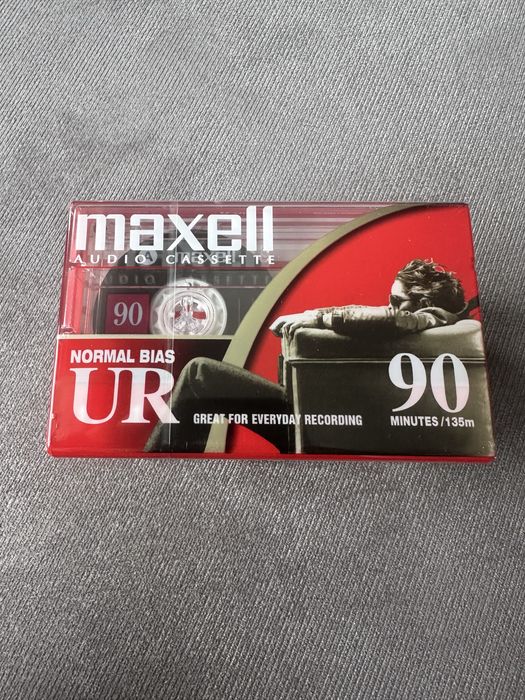 maxell
AUDIO CASSETTE
90
NORMAL BIAS
UR
GREAT FOR EVERYDAY RECORDING
90
MINUTES/135m